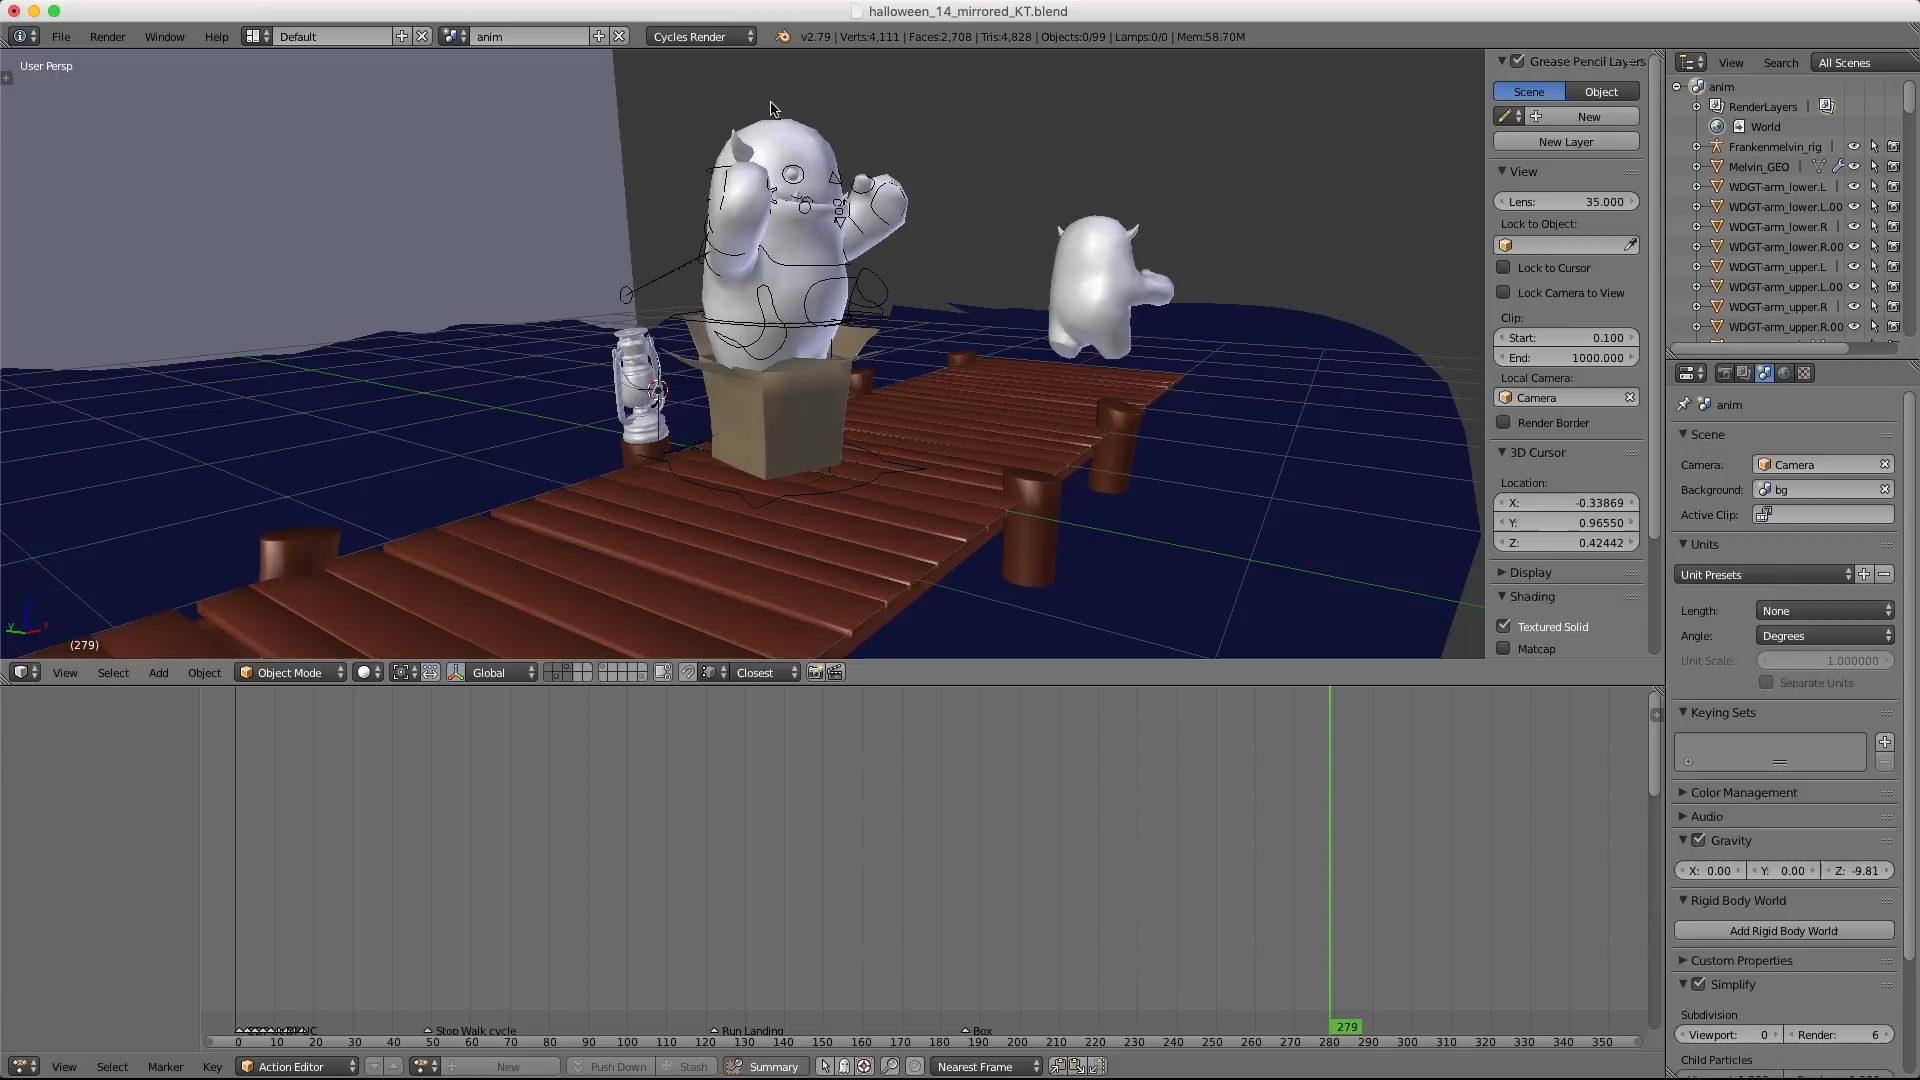 halloween_14_mirrored_KT.blend
File Render Window Help Default anim Cycles Render v2.79 | Verts:4,111 | Faces:2,708 | Tris:4,828 | Objects:0/99 | Lamps:0/0 | Mem:58.70M
User Persp
(279)
Grease Pencil Layers
Scene Object
New
New Layer
View
Lens: 35.000
Lock to Object:
Lock to Cursor
Lock Camera to View
Clip:
Start: 0.100
End: 1000.000
Local Camera:
Camera
Render Border
3D Cursor
Location:
X: -0.33869
Y: 0.96550
Z: 0.42442
Display
Shading
Textured Solid
Matcap
View Search All Scenes
anim
RenderLayers |
World
Frankenmelvin_rig
Melvin_GEO
WDGT-arm_lower.L
WDGT-arm_lower.L.00
WDGT-arm_lower.R
WDGT-arm_lower.R.00
WDGT-arm_upper.L
WDGT-arm_upper.L.00
WDGT-arm_upper.R
WDGT-arm_upper.R.00
anim
Scene
Camera: Camera
Background: bg
Active Clip:
Units
Unit Presets
Length: None
Angle: Degrees
Unit Scale: 1.000000
Separate Units
Keying Sets
Color Management
Audio
Gravity
X: 0.00 Y: 0.00 Z: -9.81
Rigid Body World
Add Rigid Body World
Custom Properties
Simplify
Subdivision
Viewport: 0 Render: 6
Child Particles
View Select Add Object Object Mode Global Closest
Stop Walk cycle Run Landing Box 279
0 10 20 30 40 50 60 70 80 90 100 110 120 130 140 150 160 170 180 190 200 210 220 230 240 250 260 270 280 290 300 310 320 330 340 350
View Select Marker Key Action Editor New Push Down Stash Summary Nearest Frame